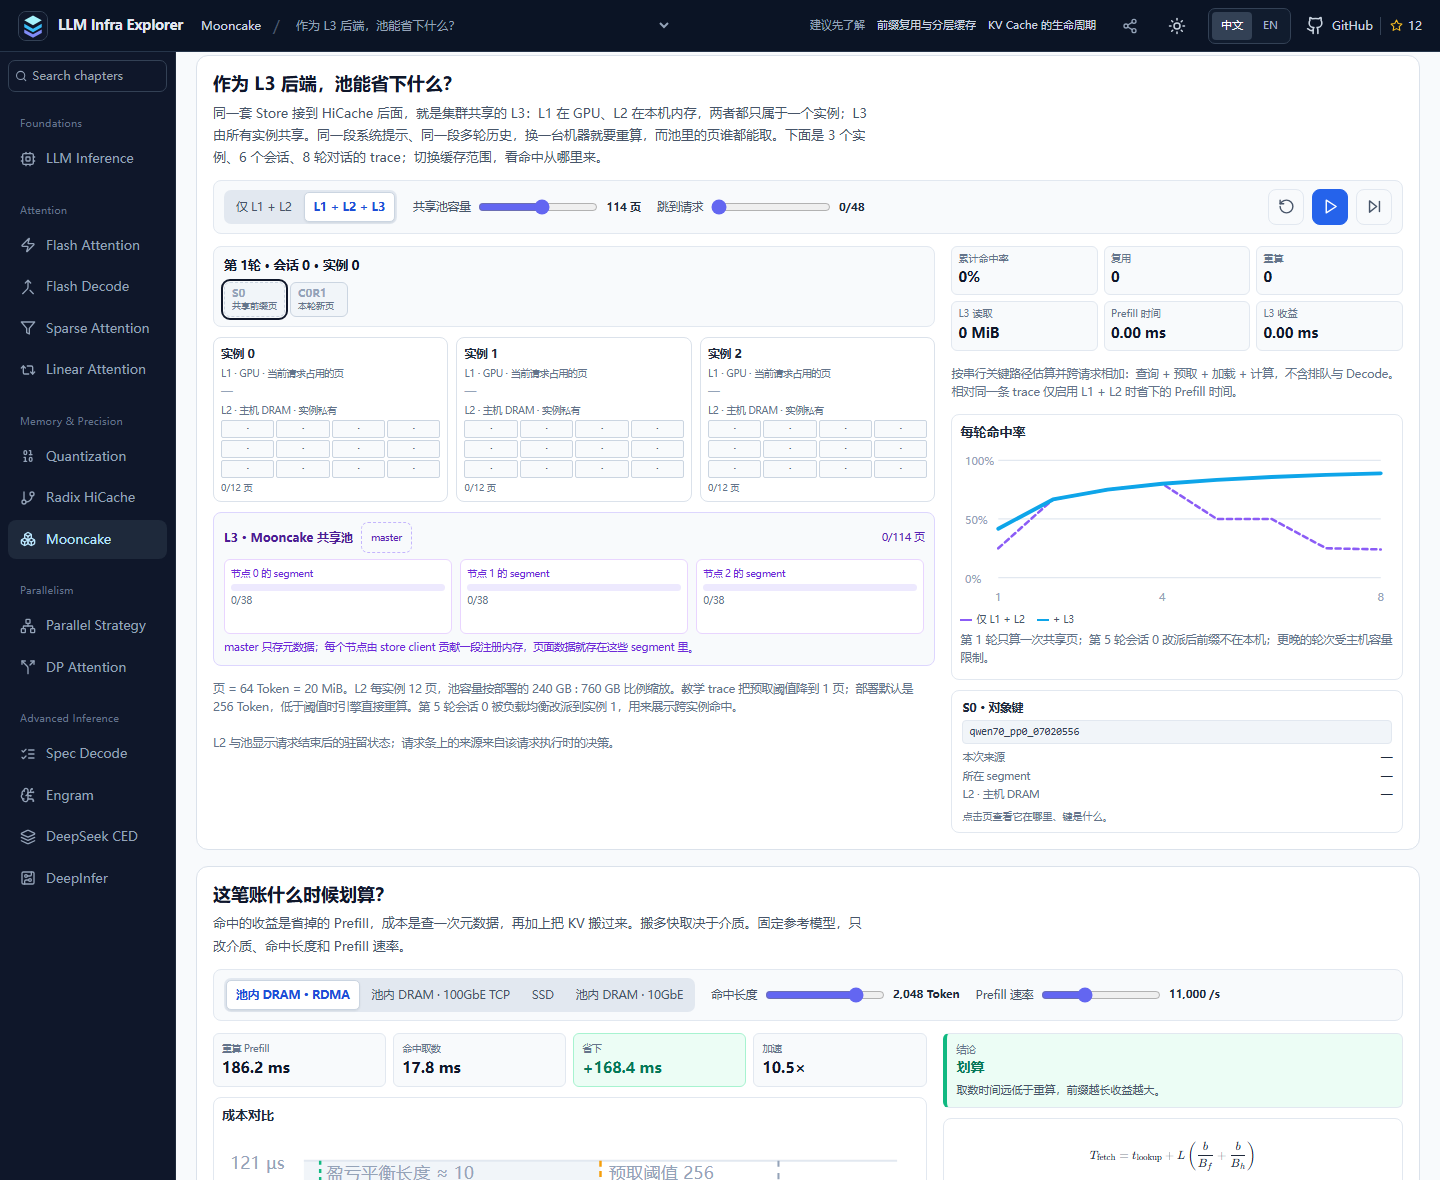 LLM Infra Explorer
Mooncake / 作为 L3 后端，池能省下什么？
建议先了解 前缀复用与分层缓存 KV Cache 的生命周期
中文 EN
GitHub 12
Search chapters
Foundations
LLM Inference
Attention
Flash Attention
Flash Decode
Sparse Attention
Linear Attention
Memory & Precision
Quantization
Radix HiCache
Mooncake
Parallelism
Parallel Strategy
DP Attention
Advanced Inference
Spec Decode
Engram
DeepSeek CED
DeepInfer
作为 L3 后端，池能省下什么？
同一套 Store 接到 HiCache 后面，就是集群共享的 L3：L1 在 GPU、L2 在本机内存，两者都只属于一个实例；L3
由所有实例共享。同一段系统提示、同一段多轮历史，换一台机器就要重算，而池里的页谁都能取。下面是 3 个实
例、6 个会话、8 轮对话的 trace；切换缓存范围，看命中从哪里来。
仅 L1 + L2 L1 + L2 + L3 共享池容量 114 页 跳到请求 0/48
第 1轮 • 会话 0 • 实例 0
S0
共享前缀页
C0R1
本轮新页
实例 0
L1 · GPU · 当前请求占用的页
—
L2 · 主机 DRAM · 实例私有
0/12 页
实例 1
L1 · GPU · 当前请求占用的页
—
L2 · 主机 DRAM · 实例私有
0/12 页
实例 2
L1 · GPU · 当前请求占用的页
—
L2 · 主机 DRAM · 实例私有
0/12 页
L3 • Mooncake 共享池 master 0/114 页
节点 0 的 segment
0/38
节点 1 的 segment
0/38
节点 2 的 segment
0/38
master 只存元数据；每个节点由 store client 贡献一段注册内存，页面数据就存在这些 segment 里。
页 = 64 Token = 20 MiB。L2 每实例 12 页，池容量按部署的 240 GB : 760 GB 比例缩放。教学 trace 把预取阈值降到 1 页；部署默认是
256 Token，低于阈值时引擎直接重算。第 5 轮会话 0 被负载均衡改派到实例 1，用来展示跨实例命中。
L2 与池显示请求结束后的驻留状态；请求条上的来源来自该请求执行时的决策。
累计命中率
0%
复用
0
重算
0
L3 读取
0 MiB
Prefill 时间
0.00 ms
L3 收益
0.00 ms
按串行关键路径估算并跨请求相加：查询 + 预取 + 加载 + 计算，不含排队与 Decode。
相对同一条 trace 仅启用 L1 + L2 时省下的 Prefill 时间。
每轮命中率
100%
50%
0%
1 4 8
仅 L1 + L2 + L3
第 1 轮只算一次共享页；第 5 轮会话 0 改派后前缀不在本机；更晚的轮次受主机容量
限制。
S0 • 对象键
qwen70_pp0_07020556
本次来源 —
所在 segment —
L2 · 主机 DRAM —
点击页查看它在哪里、键是什么。
这笔账什么时候划算？
命中的收益是省掉的 Prefill，成本是查一次元数据，再加上把 KV 搬过来。搬多快取决于介质。固定参考模型，只
改介质、命中长度和 Prefill 速率。
池内 DRAM • RDMA 池内 DRAM · 100GbE TCP SSD 池内 DRAM · 10GbE 命中长度 2,048 Token Prefill 速率 11,000 /s
重算 Prefill
186.2 ms
命中取数
17.8 ms
省下
+168.4 ms
加速
10.5×
结论
划算
取数时间远低于重算，前缀越长收益越大。
成本对比
121 μs
盈亏平衡长度 ≈ 10
预取阈值 256
T_fetch = t_lookup + L ( b/B_f + b/B_h )